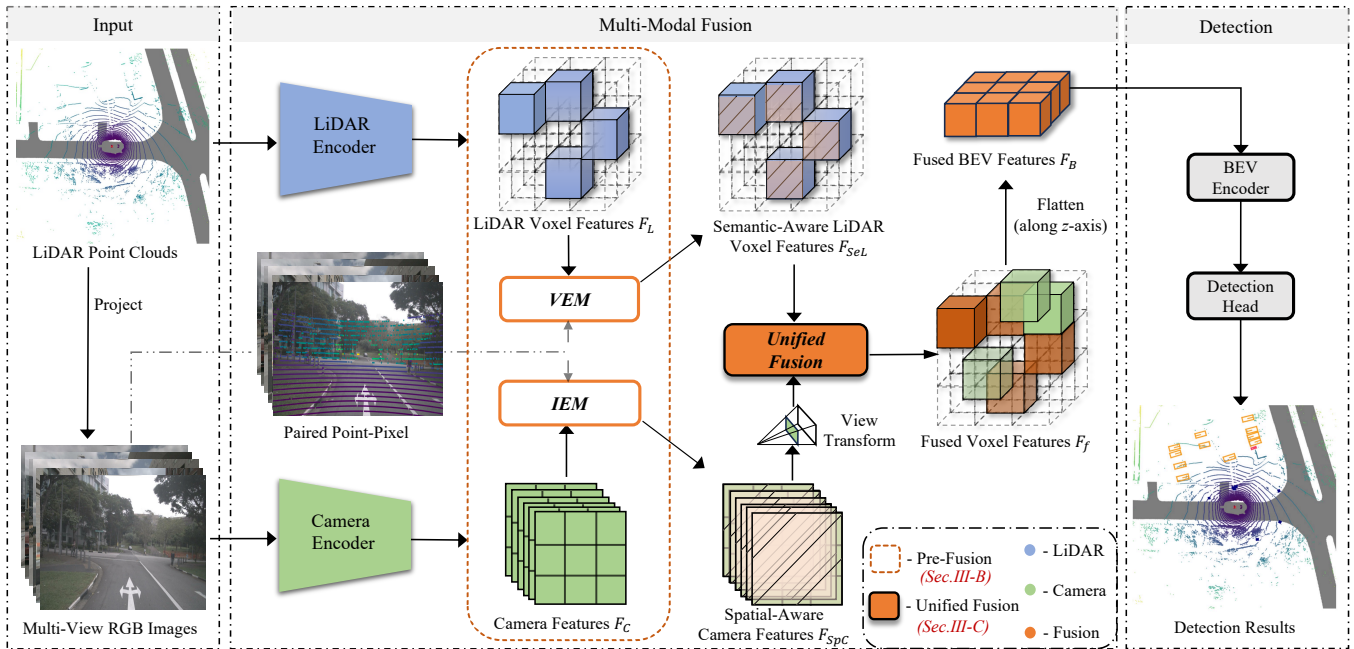 Input
Multi-Modal Fusion
Detection
LiDAR
Encoder
LiDAR Point Clouds
Project
LiDAR Voxel Features F_L
Semantic-Aware LiDAR
Voxel Features F_SeL
Fused BEV Features F_B
BEV
Encoder
Flatten
(along z-axis)
VEM
Detection
Head
Unified
Fusion
IEM
Paired Point-Pixel
View
Transform
Fused Voxel Features F_f
Camera
Encoder
Multi-View RGB Images
Camera Features F_C
Spatial-Aware
Camera Features F_SpC
- Pre-Fusion
(Sec.III-B)
- Unified Fusion
(Sec.III-C)
- LiDAR
- Camera
- Fusion
Detection Results